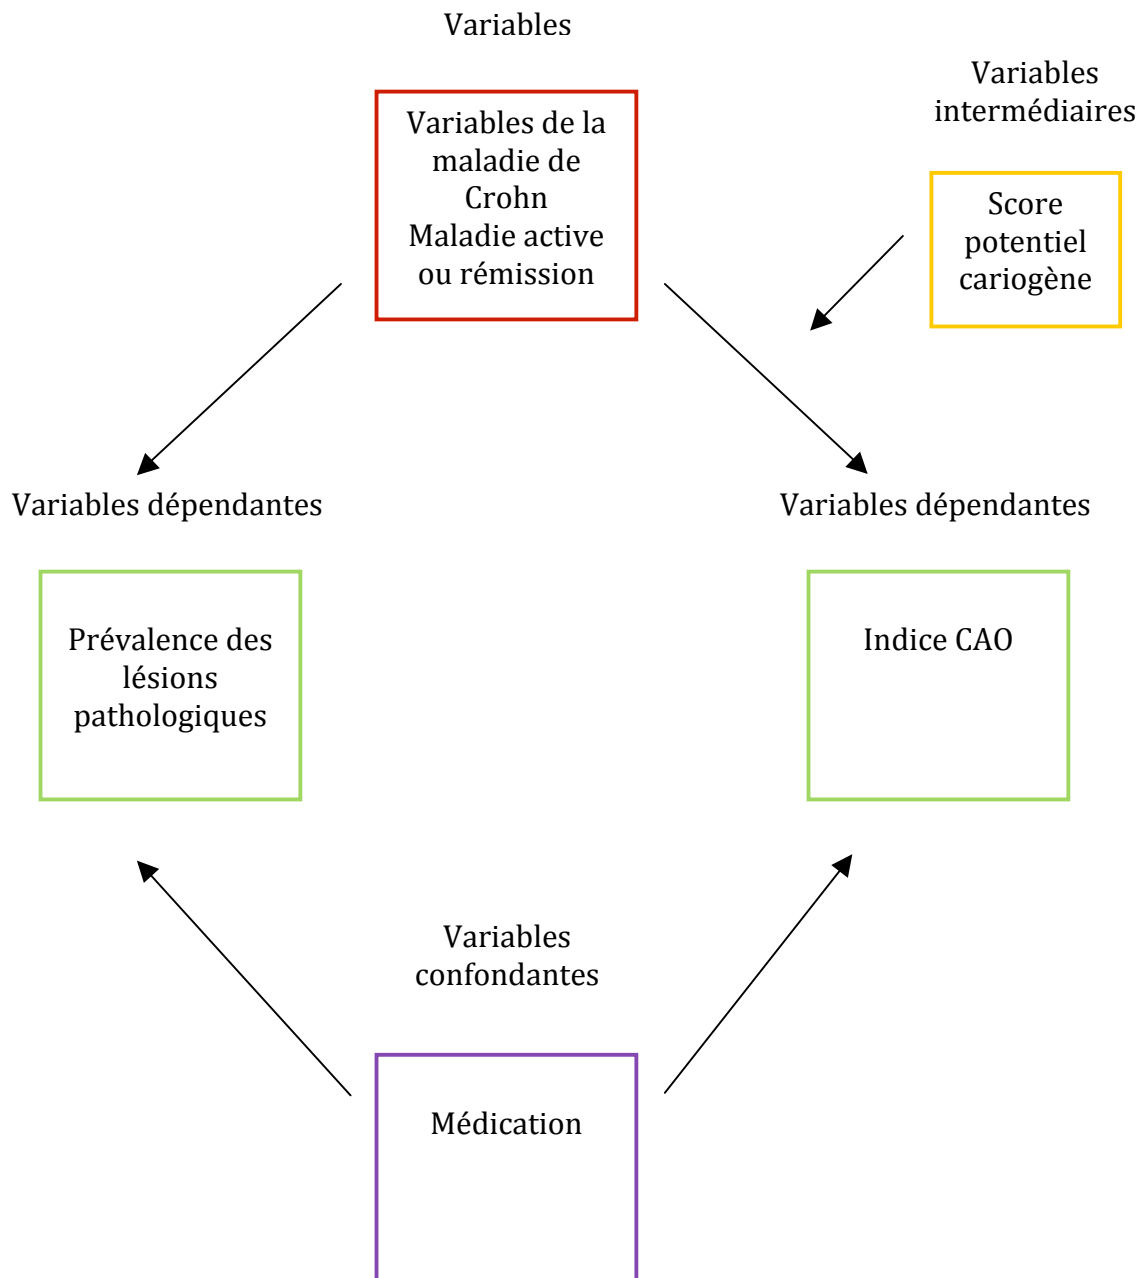 Variables
Variables
intermédiaires
Variables de la
maladie de
Crohn
Maladie active
ou rémission
Score
potentiel
cariogène
Variables dépendantes
Variables dépendantes
Prévalence des
lésions
pathologiques
Indice CAO
Variables
confondantes
Médication